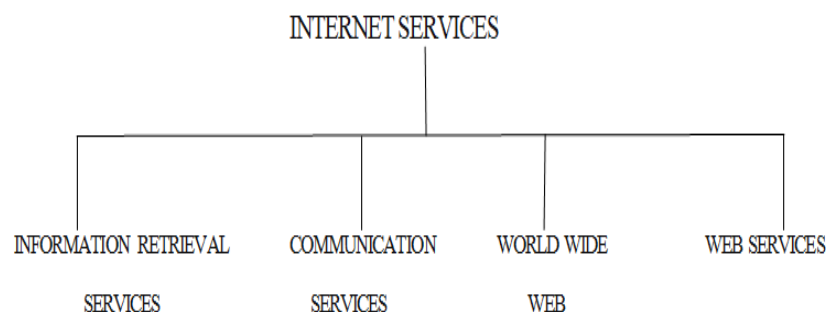 INTERNET SERVICES
INFORMATION RETRIEVAL
SERVICES
COMMUNICATION
SERVICES
WORLD WIDE
WEB
WEB SERVICES